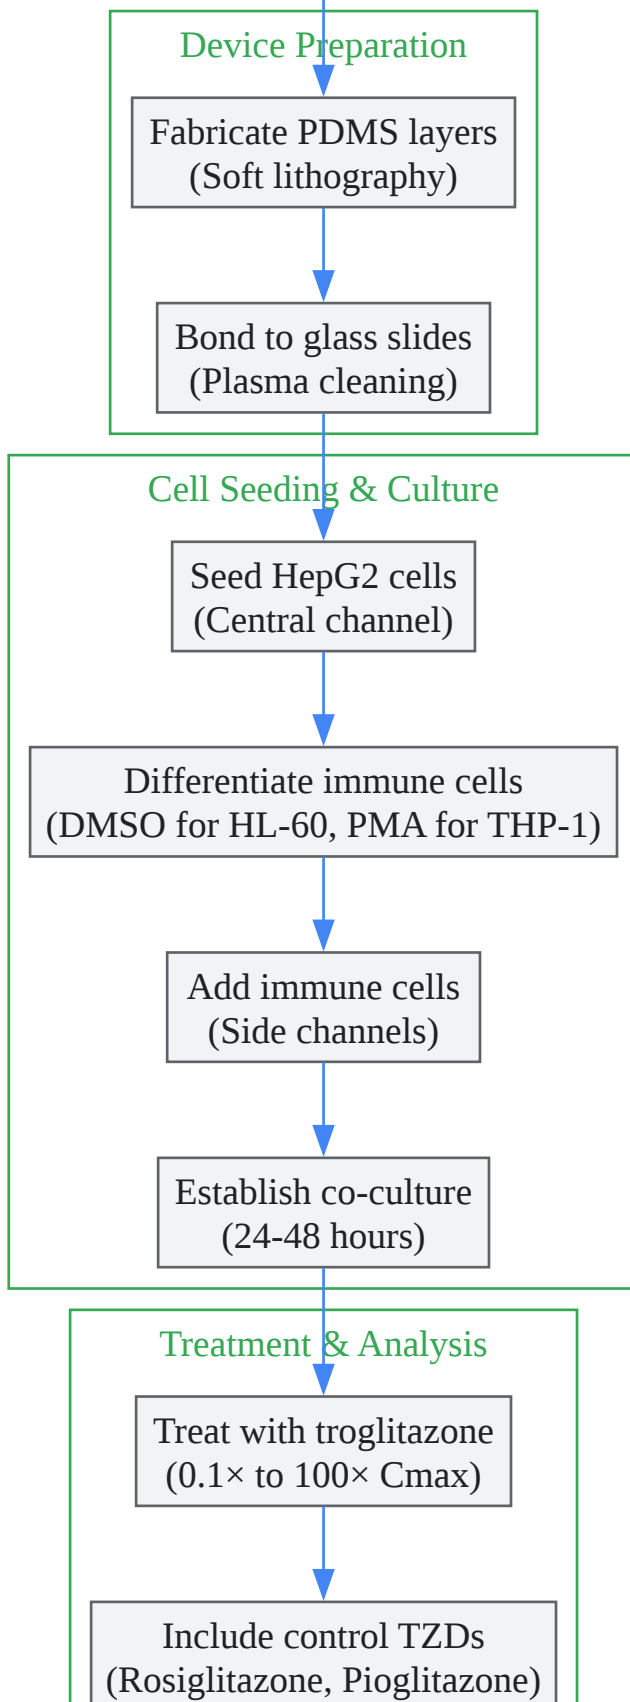 Device Preparation
Fabricate PDMS layers
(Soft lithography)
Bond to glass slides
(Plasma cleaning)
Cell Seeding & Culture
Seed HepG2 cells
(Central channel)
Differentiate immune cells
(DMSO for HL-60, PMA for THP-1)
Add immune cells
(Side channels)
Establish co-culture
(24-48 hours)
Treatment & Analysis
Treat with troglitazone
(0.1× to 100× Cmax)
Include control TZDs
(Rosiglitazone, Pioglitazone)